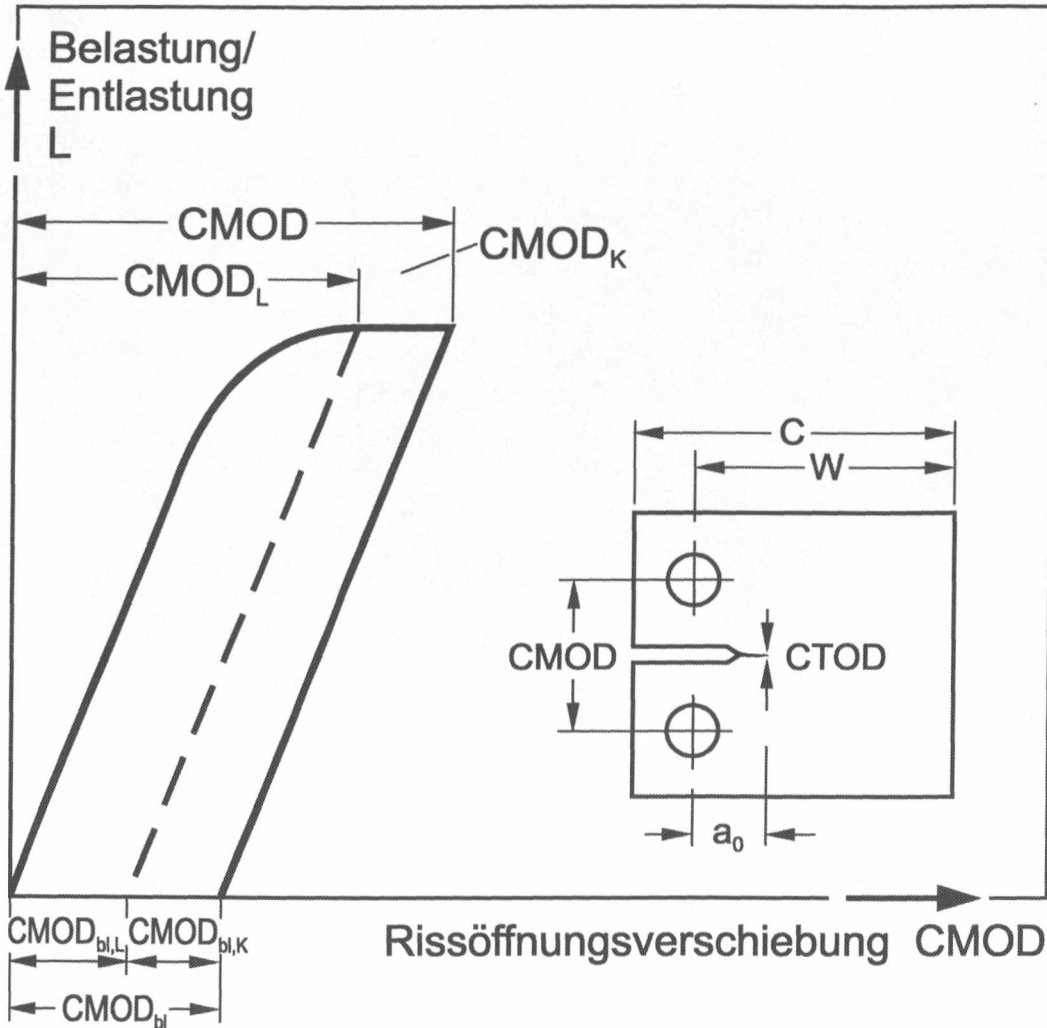 Belastung/
Entlastung
L
CMOD
CMOD_L
CMOD_K
C
W
CMOD
CTOD
a_0
CMOD_bl,L
CMOD_bl,K
Rissöffnungsverschiebung CMOD
CMOD_bl